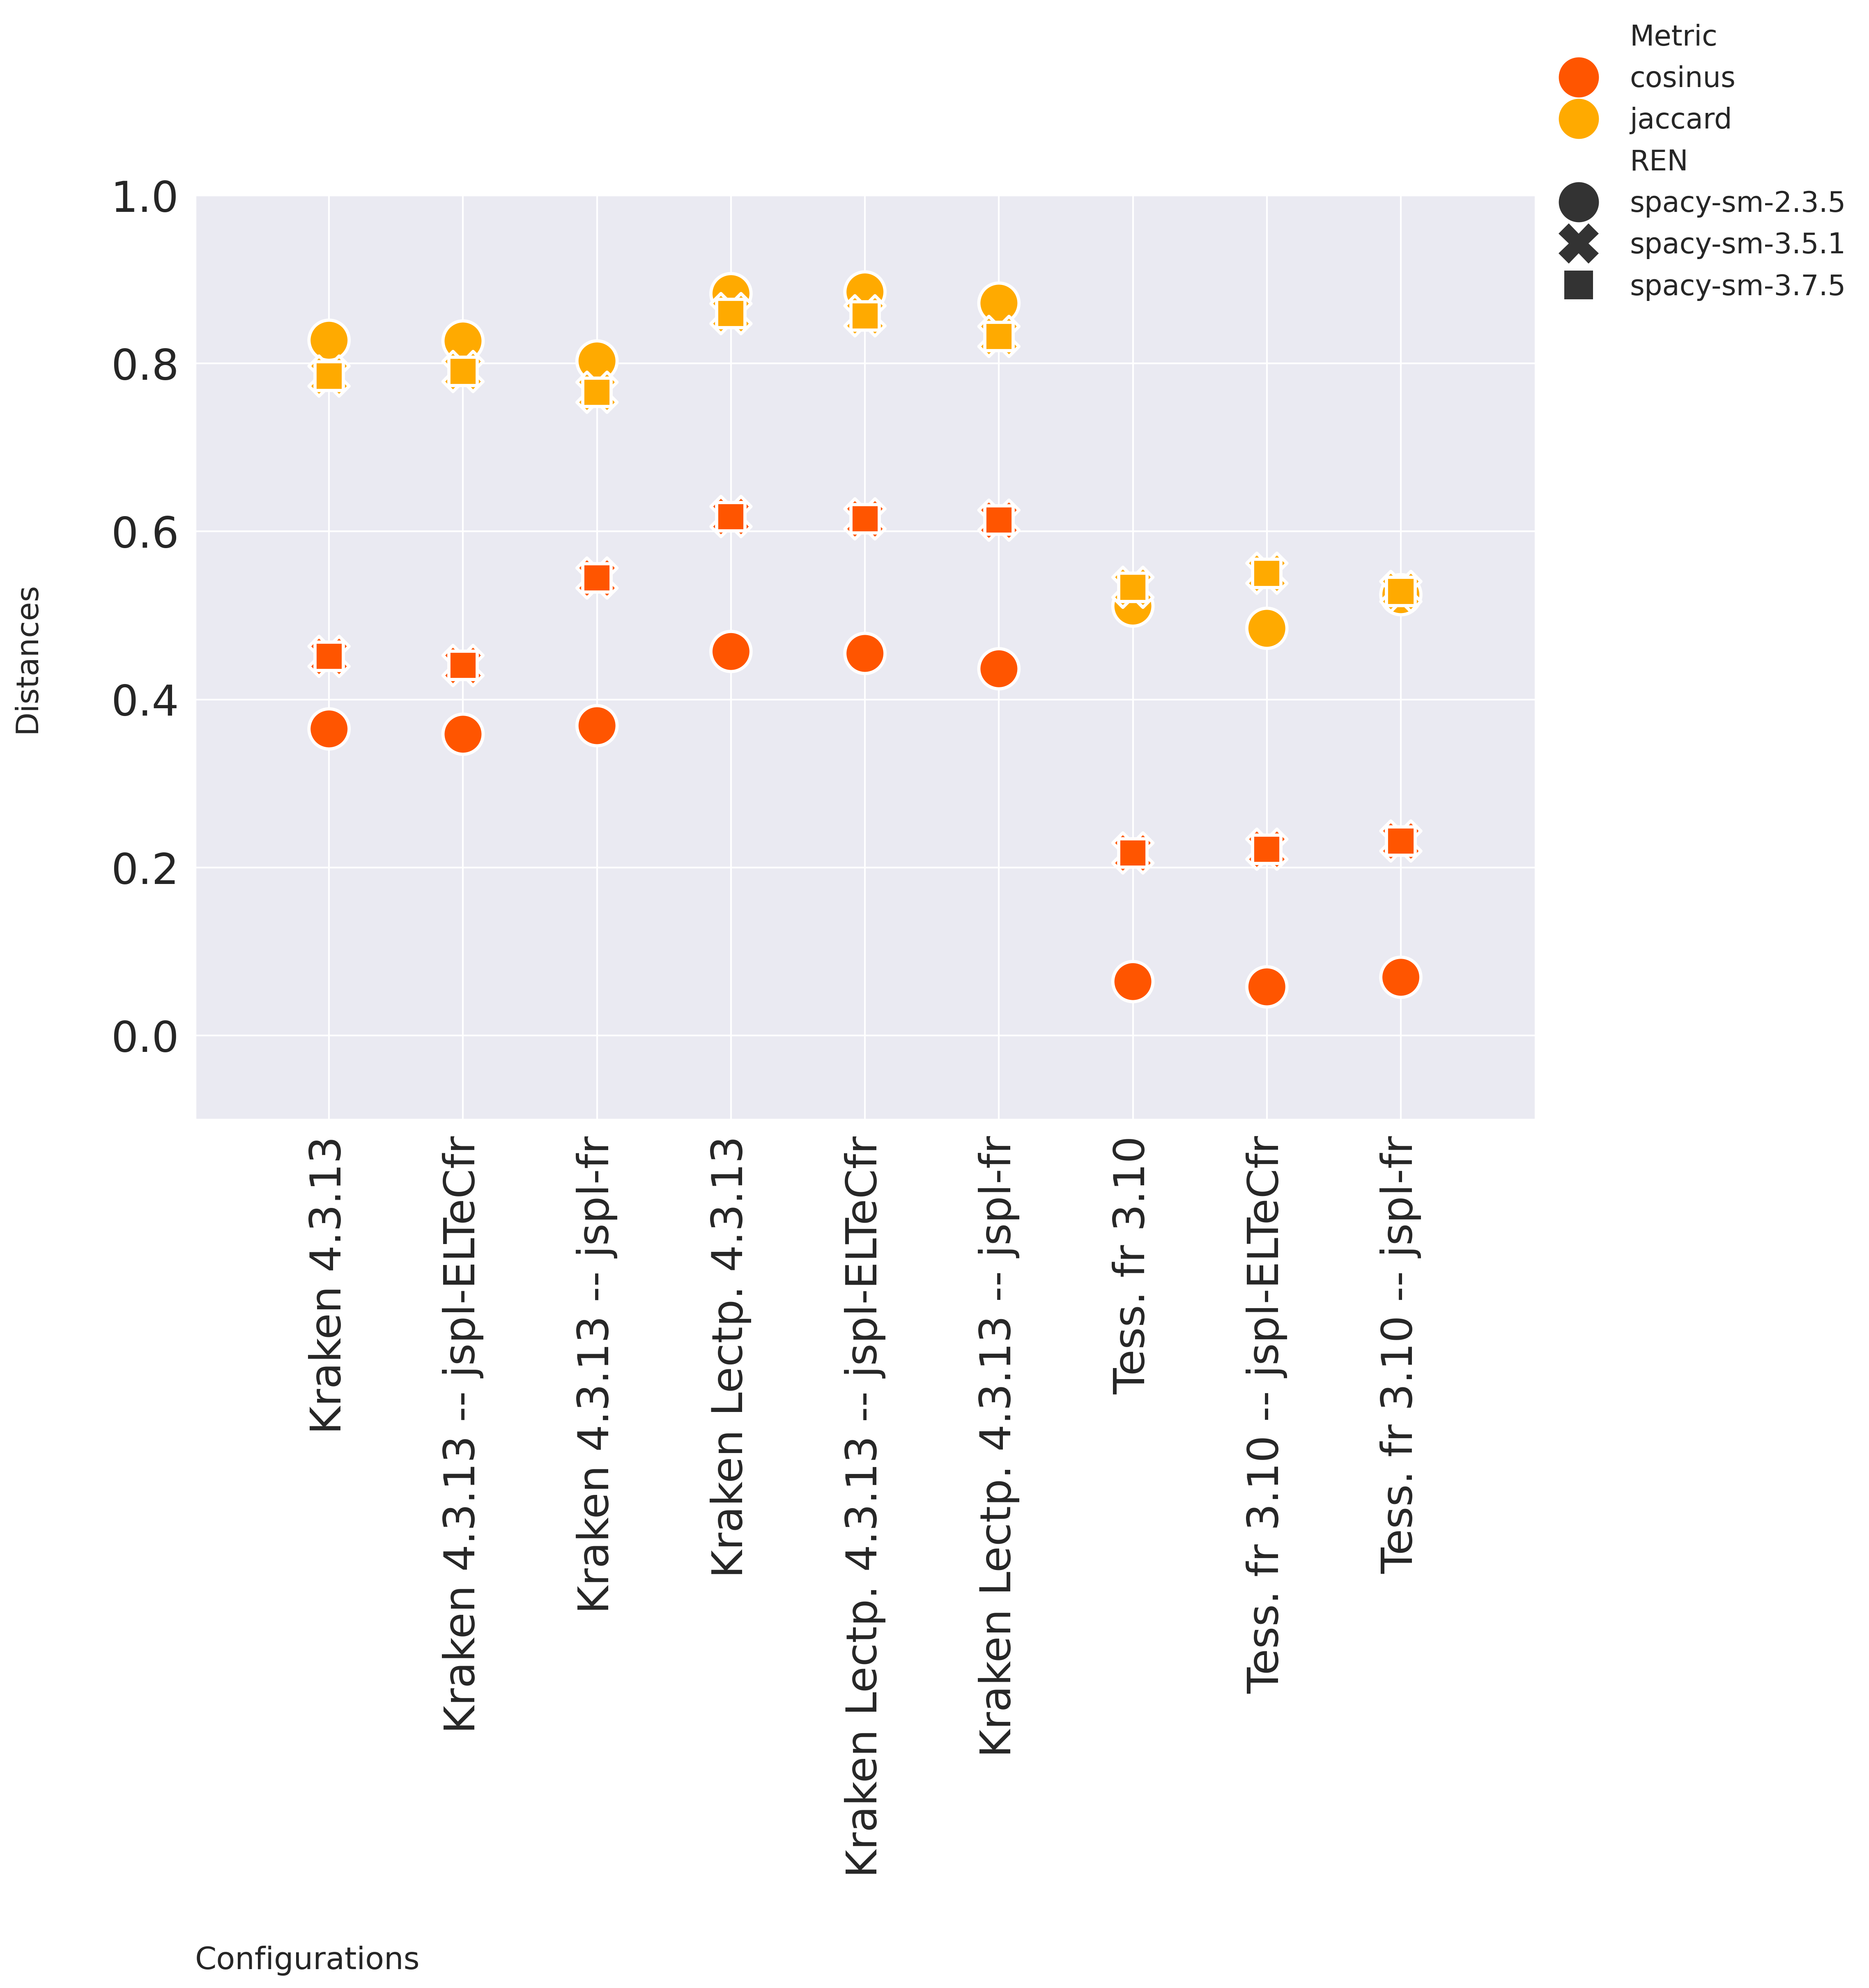 Metric
cosinus
jaccard
REN
spacy-sm-2.3.5
spacy-sm-3.5.1
spacy-sm-3.7.5
Distances
1.0
0.8
0.6
0.4
0.2
0.0
Kraken 4.3.13
Kraken 4.3.13 -- jspl-ELTeCfr
Kraken 4.3.13 -- jspl-fr
Kraken Lectp. 4.3.13
Kraken Lectp. 4.3.13 -- jspl-ELTeCfr
Kraken Lectp. 4.3.13 -- jspl-fr
Tess. fr 3.10
Tess. fr 3.10 -- jspl-ELTeCfr
Tess. fr 3.10 -- jspl-fr
Configurations